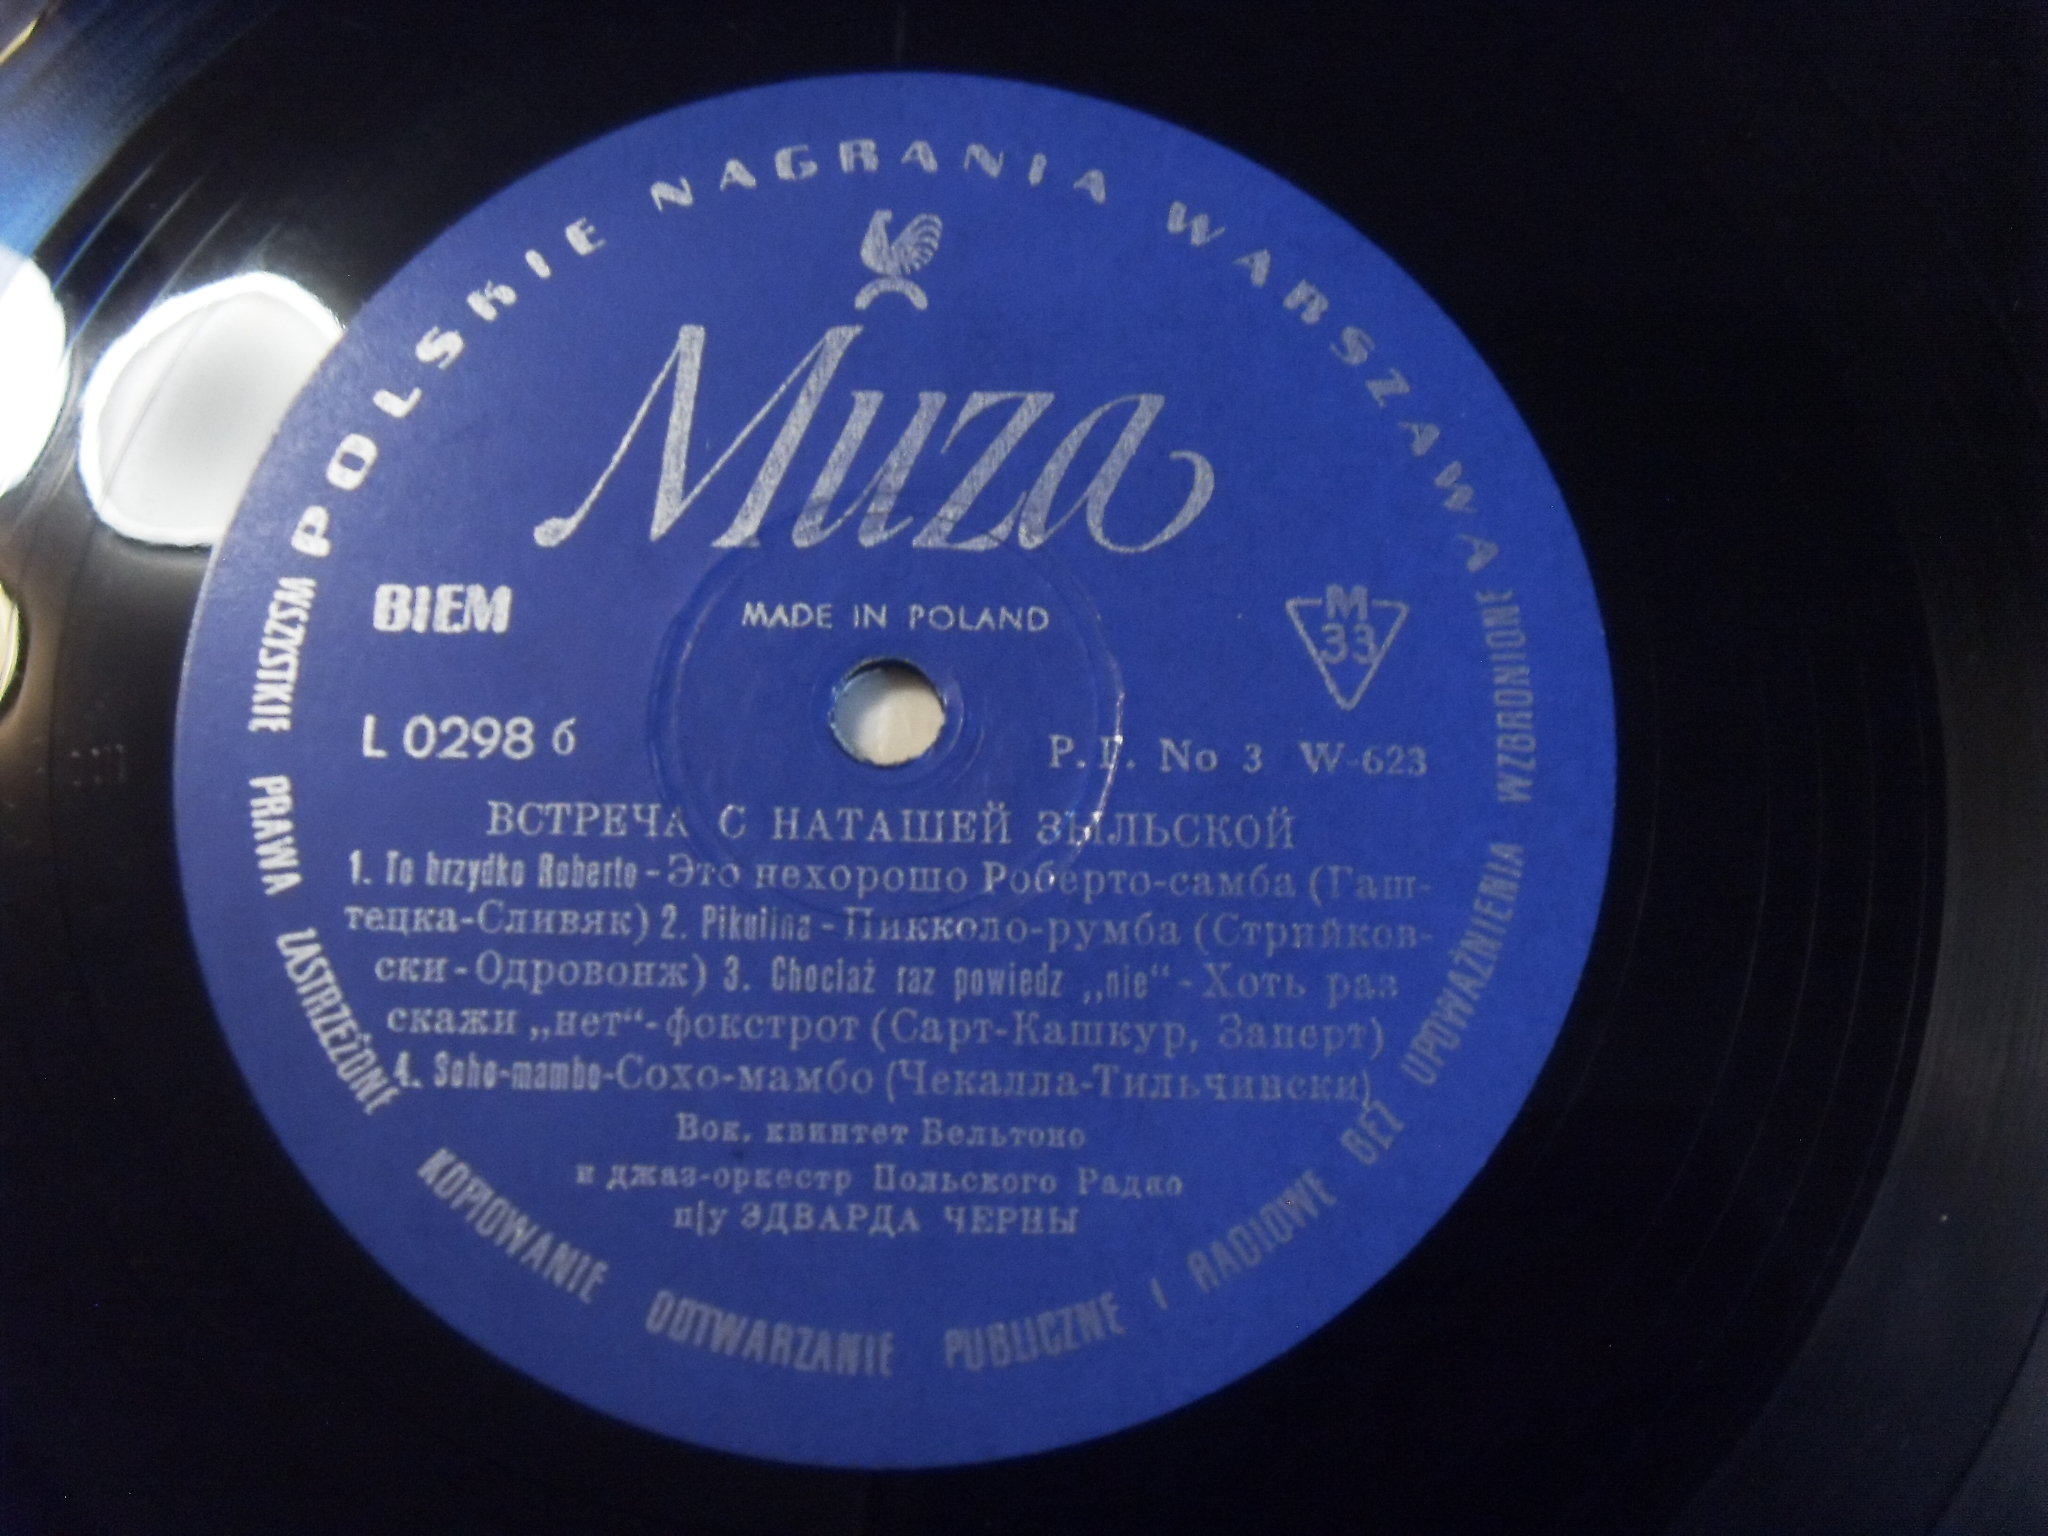 POLSKIE NAGRANIA WARSZAWA
Muza
BIEM
MADE IN POLAND
M
33
L 0298 б
P. Г. No 3 W-623
ВСТРЕЧА С НАТАШЕЙ ЗЫЛЬСКОЙ
1. To brzydko Roberto-Это нехорошо Роберто-самба (Гаш-
тецка-Сливяк) 2. Pikulina-Пикколо-румба (Стрийков-
ски-Одровонж) 3. Chociaż raz powiedz „nie“-Хоть раз
скажи „нет“-фокстрот (Сарт-Кашкур, Заперт)
4. Soho-mambo-Сохо-мамбо (Чекалла-Тильчински)
Вок. квинтет Вельтоно
и джаз-оркестр Польского Радио
п|у ЭДВАРДА ЧЕРНЫ
WSZYSTKIE PRAWA ZASTRZEŻONE KOPIOWANIE ODTWARZANIE PUBLICZNE I RADIOWE BEZ UPOWAŻNIENIA WZBRONIONE